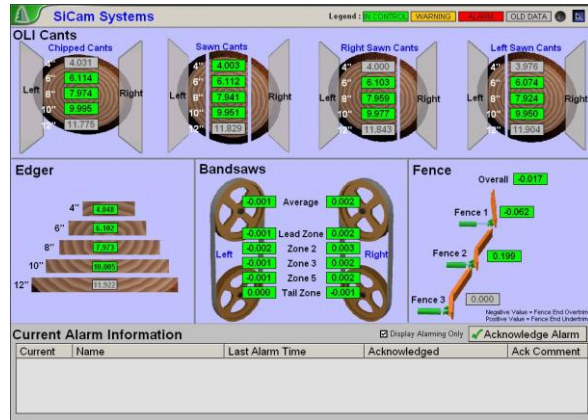 SiCam Systems
Legend : IN CONTROL WARNING ALARM OLD DATA
OLI Cants
Chipped Cants Sawn Cants Right Sawn Cants Left Sawn Cants
4" 4.031 4" 4.003 4" 4.000 4" 3.976
6" 6.114 6" 6.112 6" 6.103 6" 6.074
Left 8" 7.974 Right Left 8" 7.941 Right Left 8" 7.959 Right Left 8" 7.924 Right
10" 9.995 10" 9.951 10" 9.977 10" 9.950
12" 11.775 12" 11.829 12" 11.843 12" 11.904
Edger
4" 4.048
6" 6.102
8" 7.973
10" 10.005
12" 11.922
Bandsaws
-0.001 Average 0.002
-0.001 Lead Zone 0.002
-0.002 Zone 2 0.003
Left -0.001 Zone 3 0.002 Right
-0.001 Zone 5 0.002
0.000 Tail Zone -0.001
Fence
Overall -0.017
Fence 1 -0.062
Fence 2 0.199
Fence 3 0.000
Negative Value = Fence End Overtrim
Positive Value = Fence End Undertrim
Current Alarm Information Display Alarming Only Acknowledge Alarm
Current Name Last Alarm Time Acknowledged Ack Comment